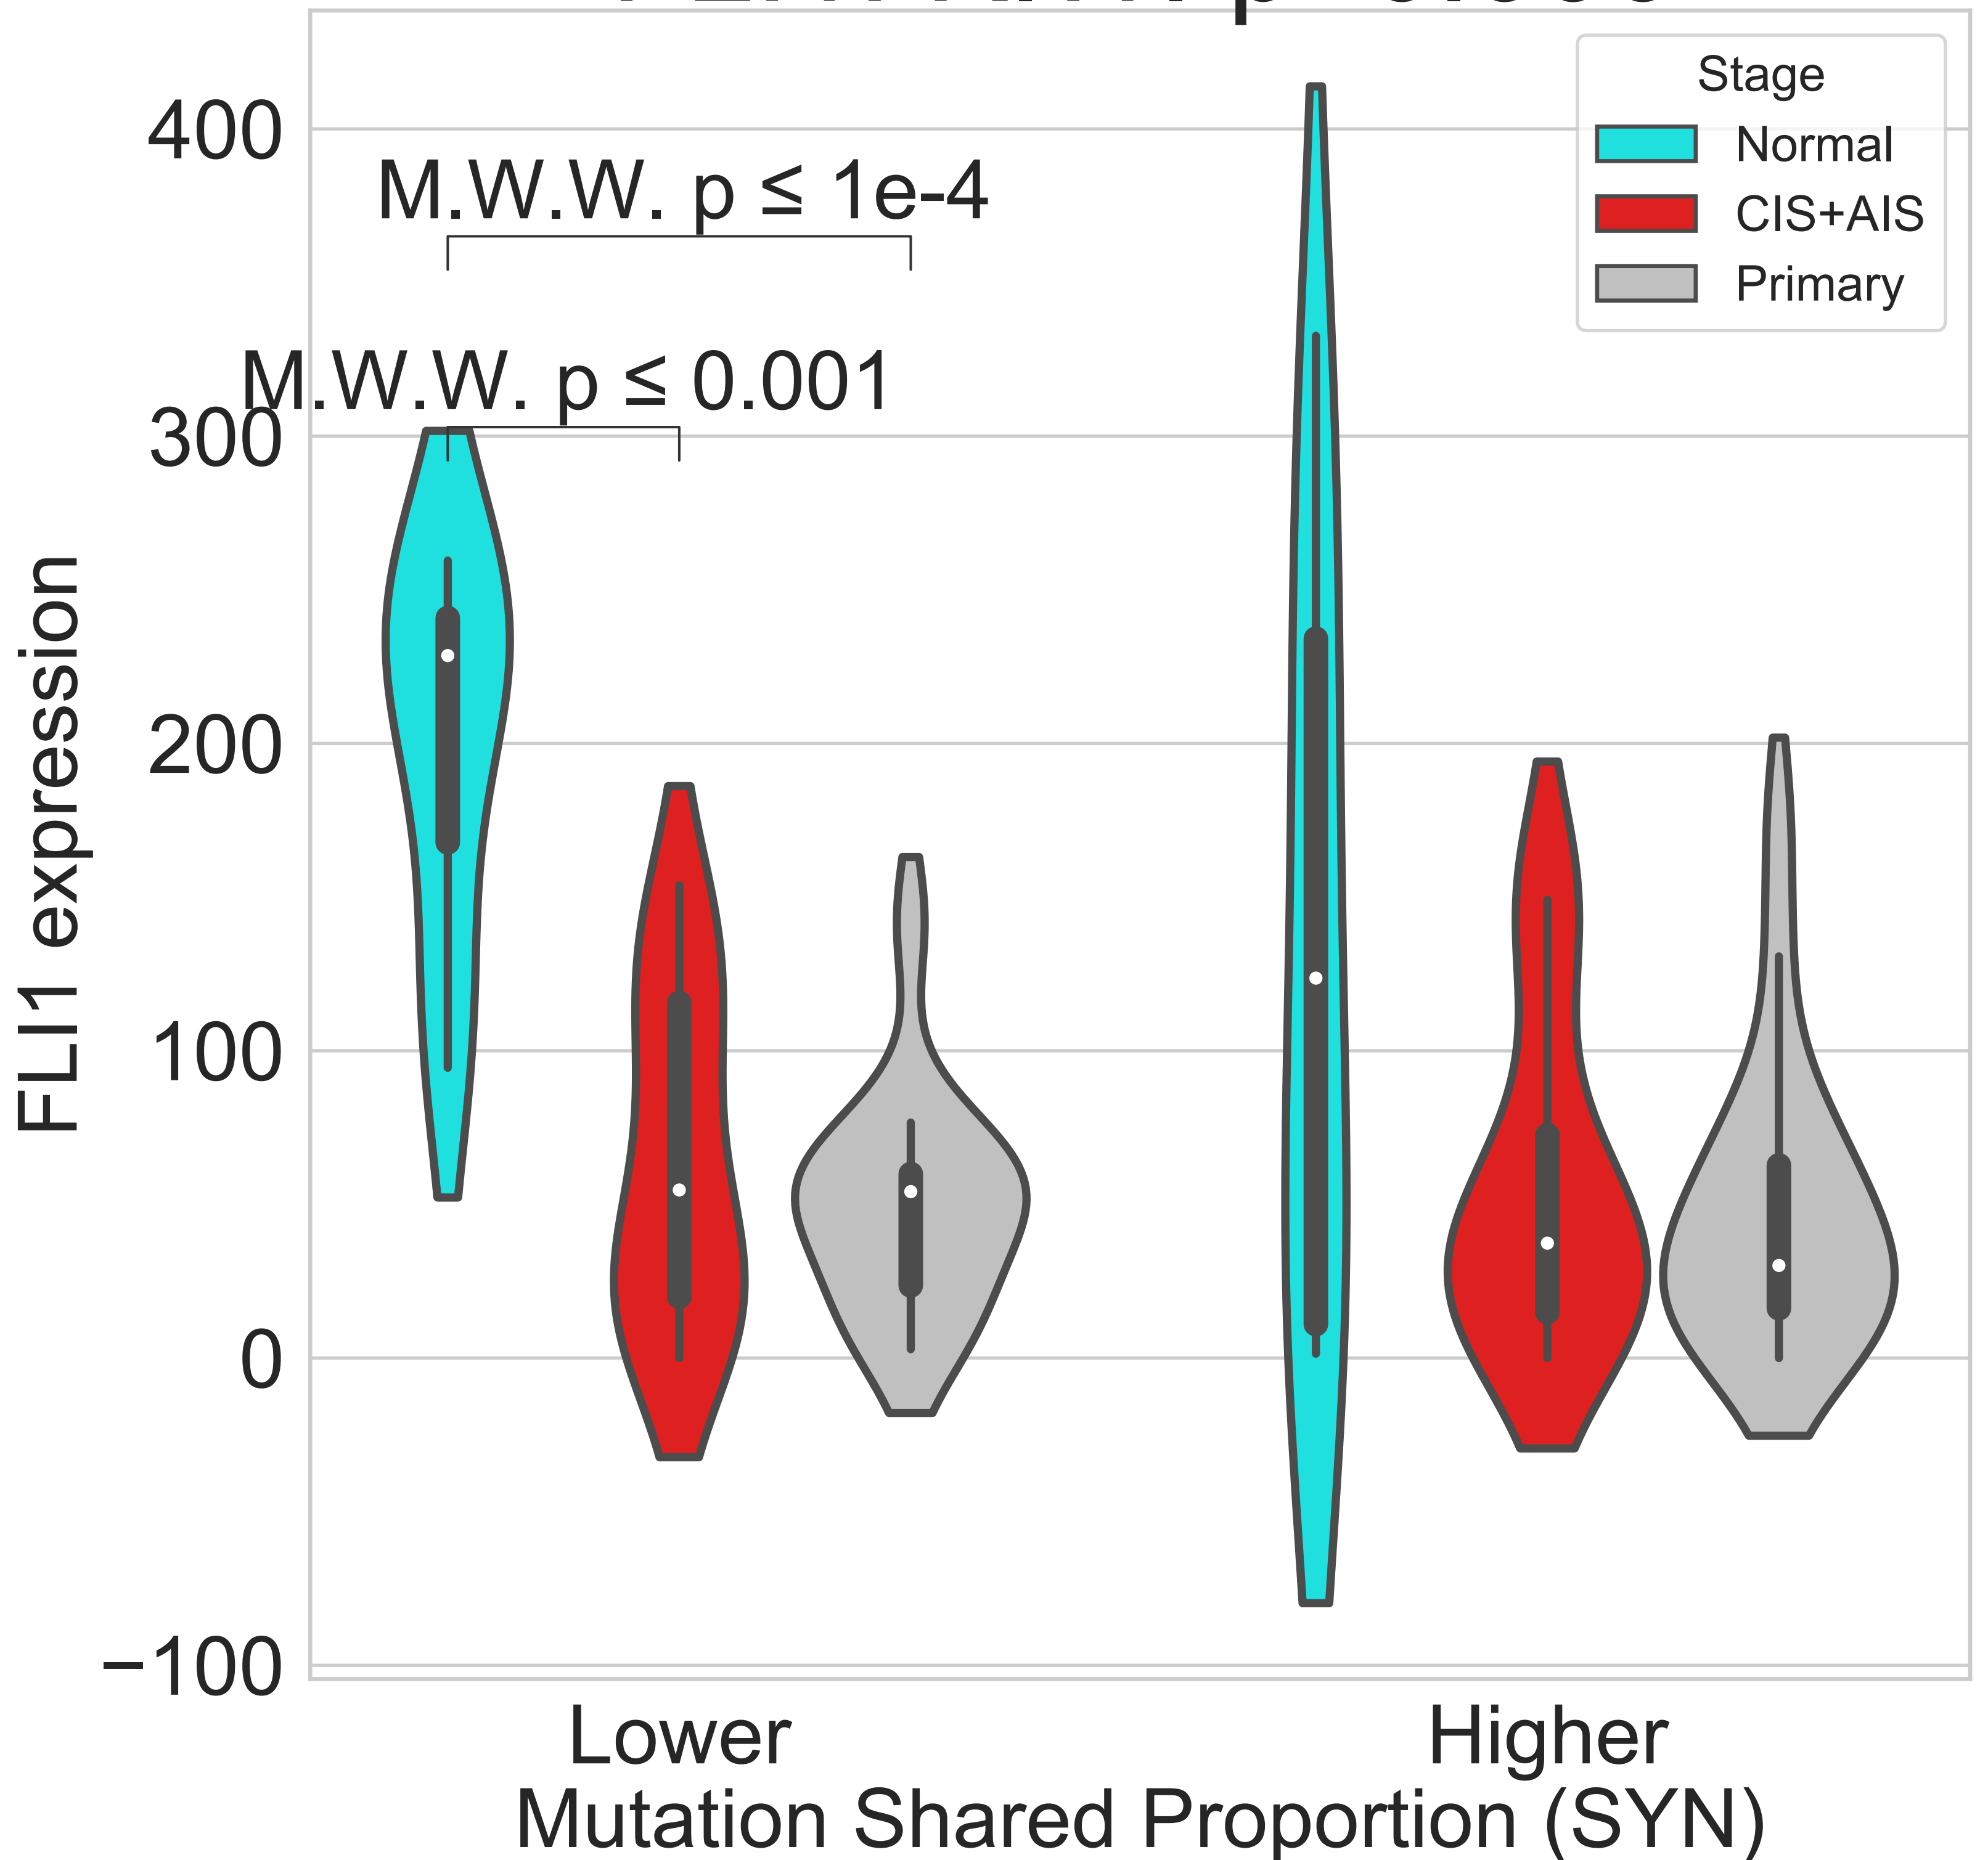 Stage
Normal
CIS+AIS
Primary
M.W.W. p ≤ 1e-4
M.W.W. p ≤ 0.001
400
300
200
100
0
−100
FLI1 expression
Lower
Higher
Mutation Shared Proportion (SYN)